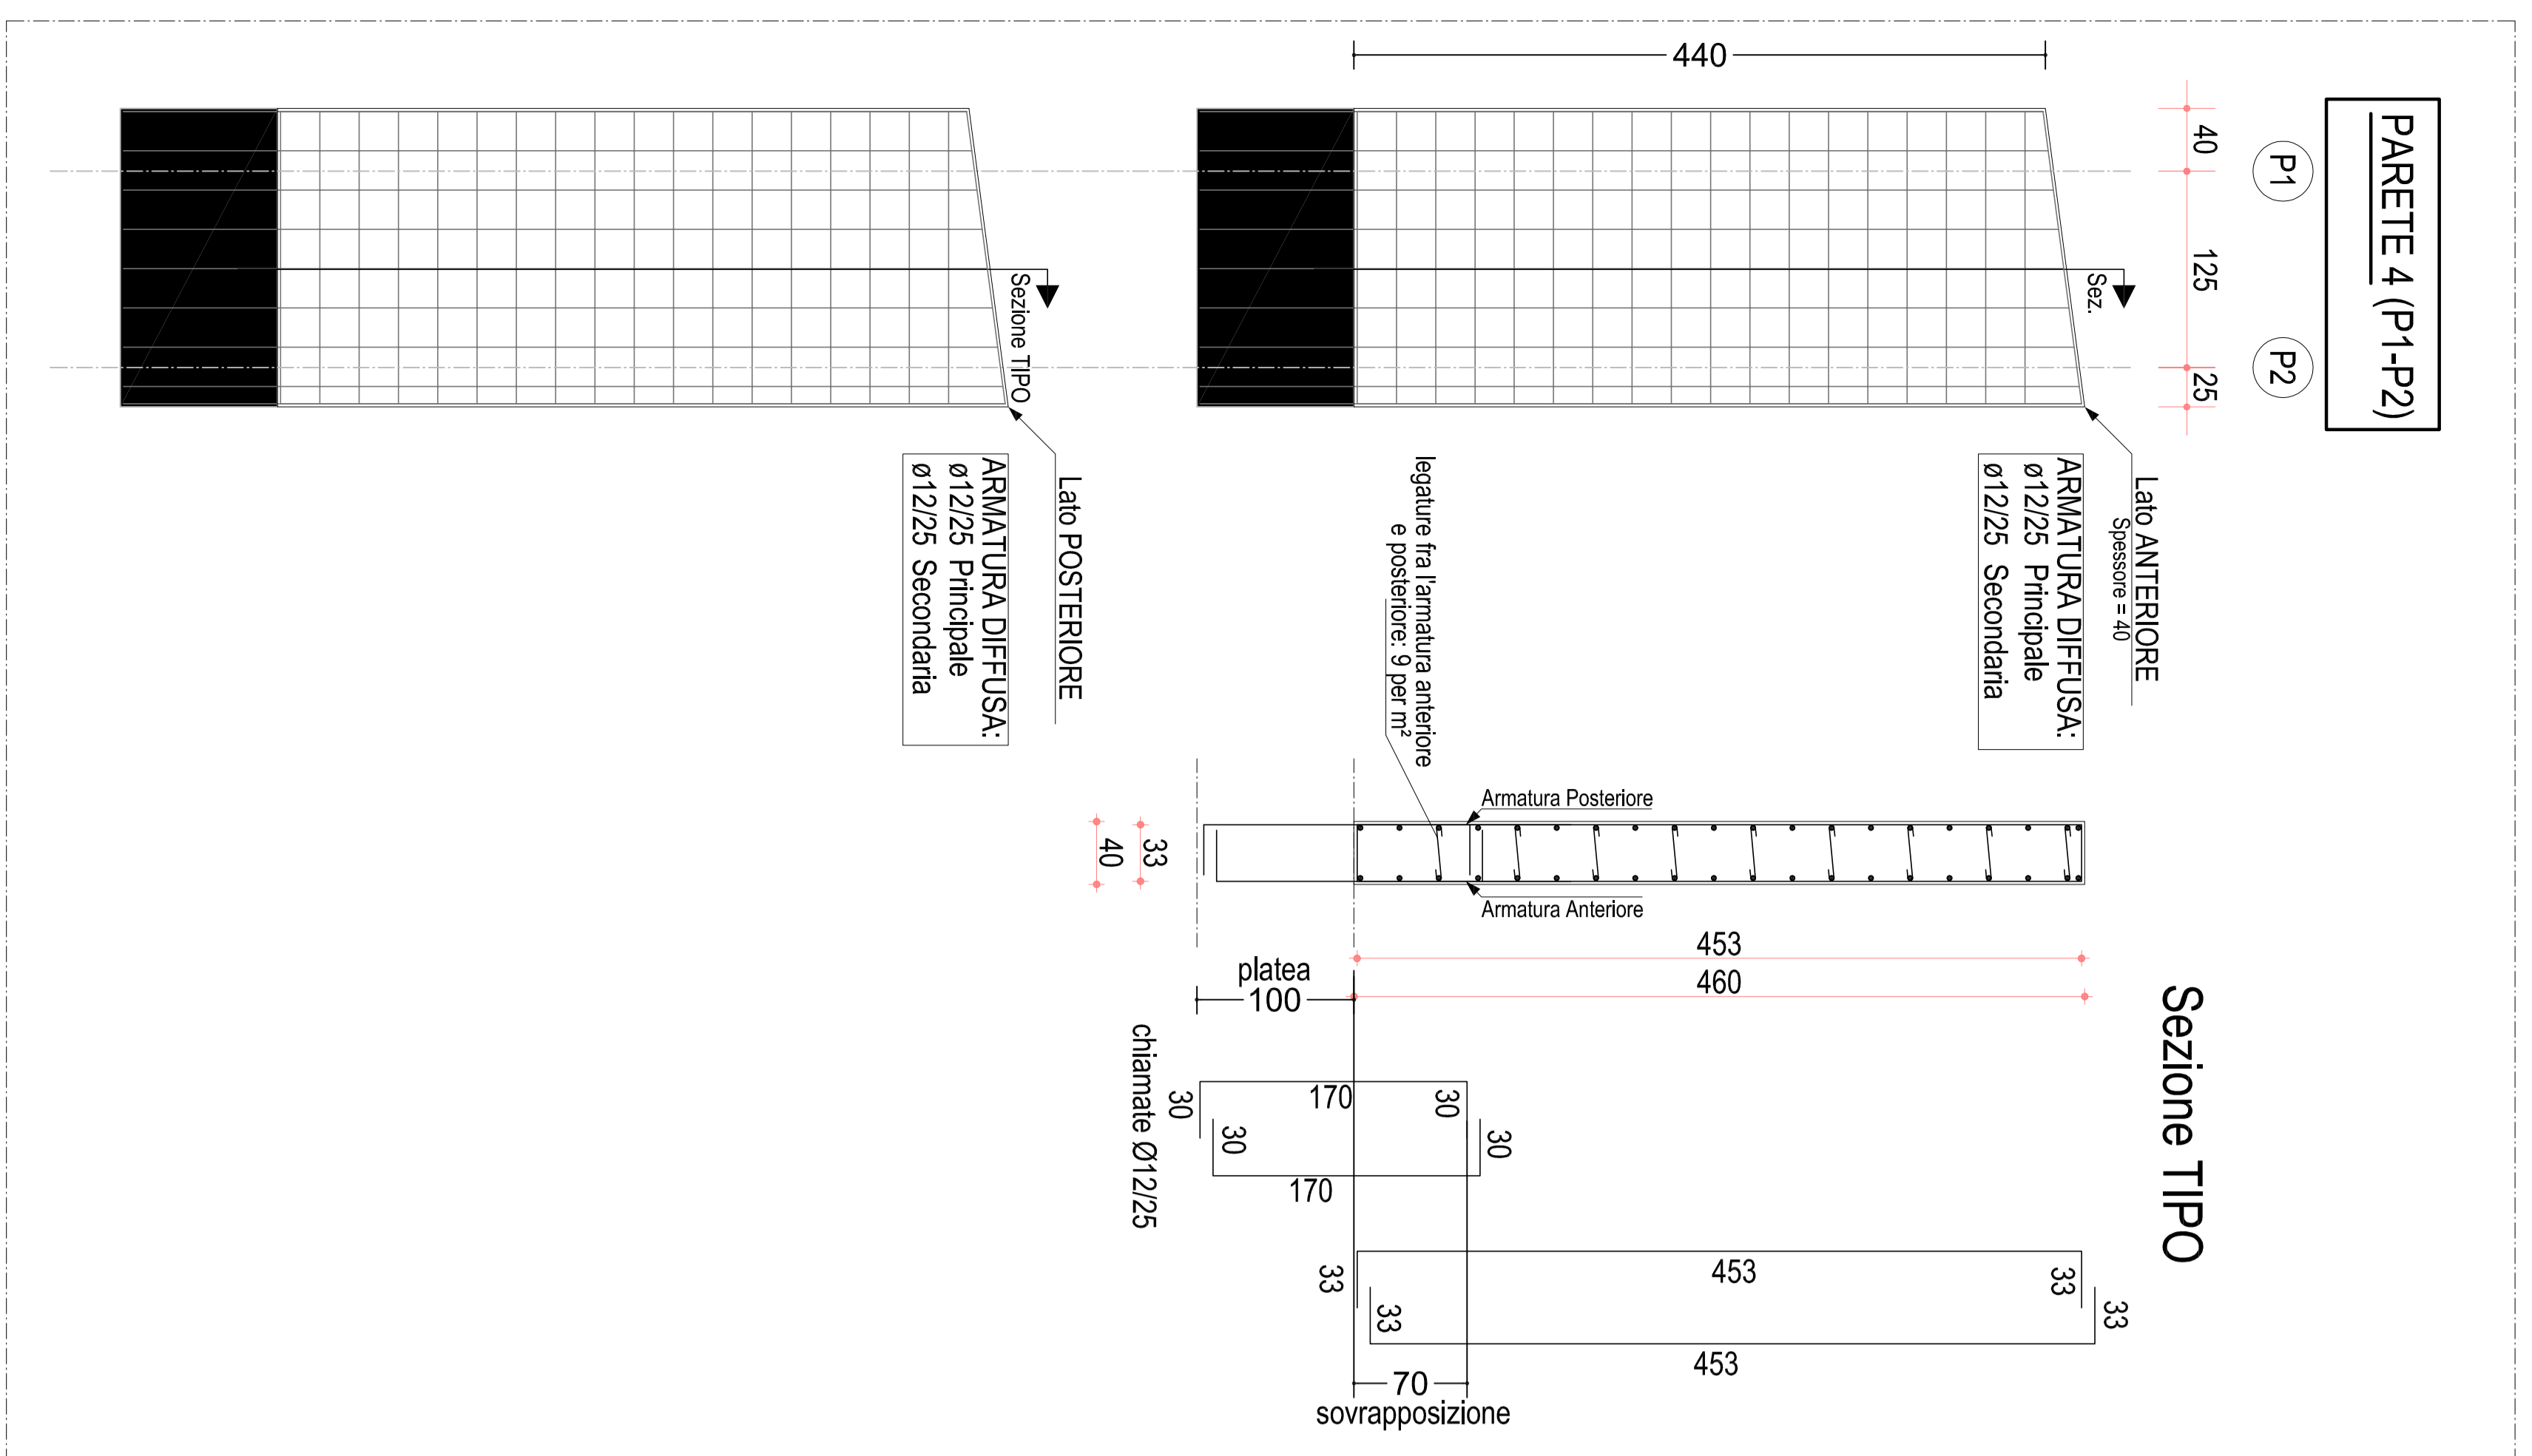 PARETE 4 (P1-P2)
P1
P2
40
125
25
440
Sez.
Lato ANTERIORE
Spessore = 40
ARMATURA DIFFUSA:
ø12/25 Principale
ø12/25 Secondaria
legature fra l'armatura anteriore
e posteriore: 9 per m²
Sezione TIPO
Lato POSTERIORE
ARMATURA DIFFUSA:
ø12/25 Principale
ø12/25 Secondaria
Sezione TIPO
Armatura Posteriore
Armatura Anteriore
33
40
453
460
platea
100
chiamate Ø12/25
30
170
30
30
170
30
33
453
33
33
453
33
70
sovrapposizione